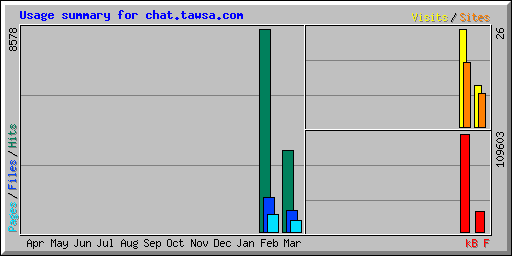 Usage summary for chat.tawsa.com
Visits / Sites
8578
26
109603
Pages / Files / Hits
Apr May Jun Jul Aug Sep Oct Nov Dec Jan Feb Mar
kB F